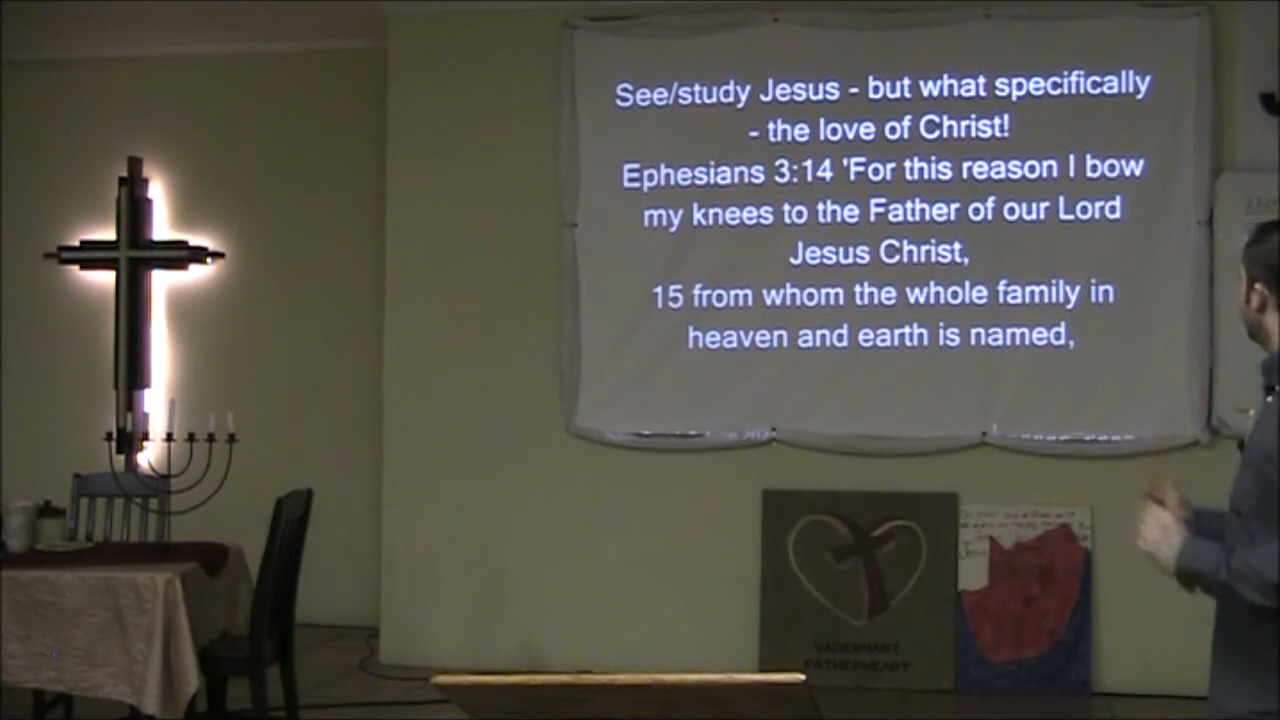 See/study Jesus - but what specifically
- the love of Christ!
Ephesians 3:14 'For this reason I bow
my knees to the Father of our Lord
Jesus Christ,
15 from whom the whole family in
heaven and earth is named,
VADERHART
FATHERHEART